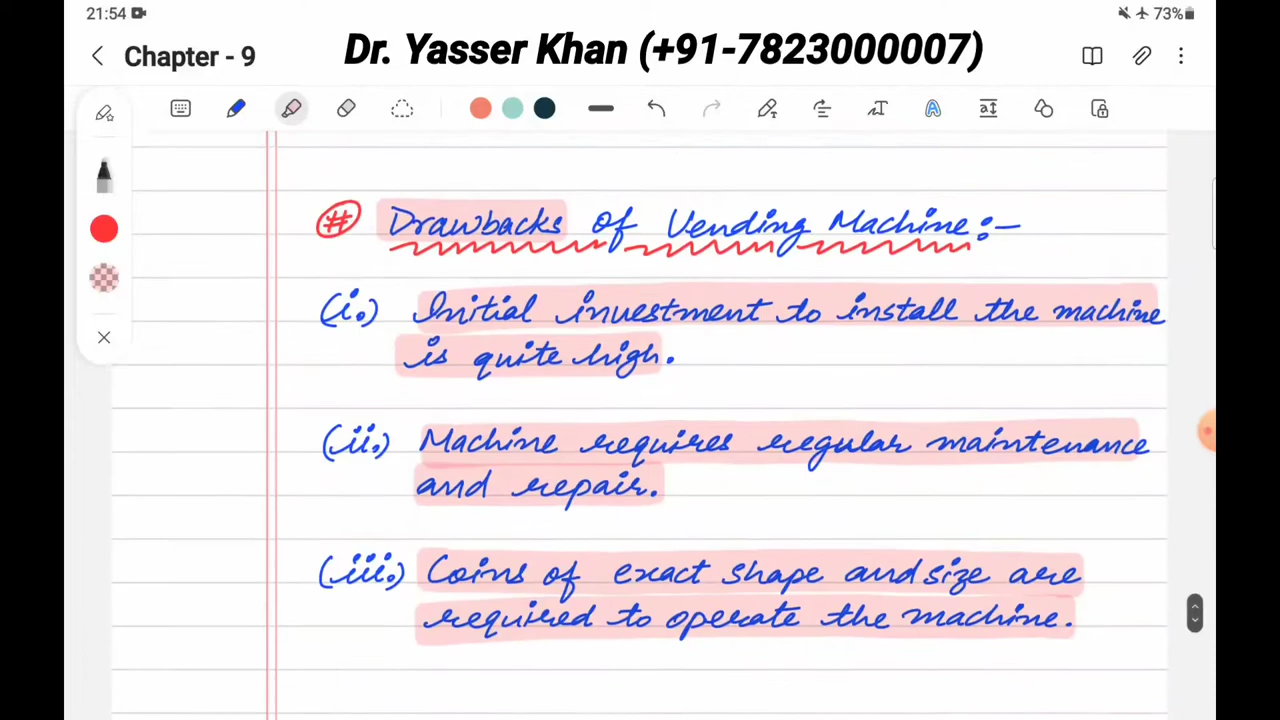 21:54
73%
Chapter - 9
Dr. Yasser Khan (+91-7823000007)
# Drawbacks of Vending Machine:-
(i.) Initial investment to install the machine
is quite high.
(ii.) Machine requires regular maintenance
and repair.
(iii.) Coins of exact shape and size are
required to operate the machine.